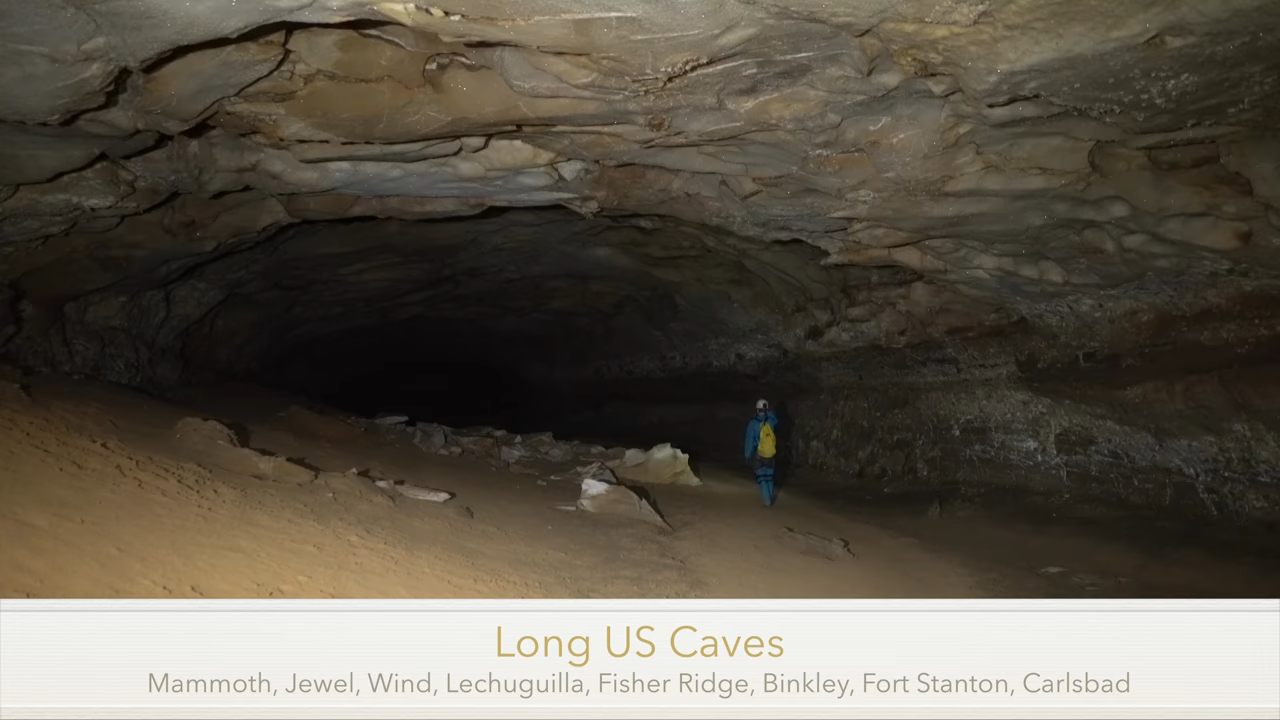 Long US Caves
Mammoth, Jewel, Wind, Lechuguilla, Fisher Ridge, Binkley, Fort Stanton, Carlsbad